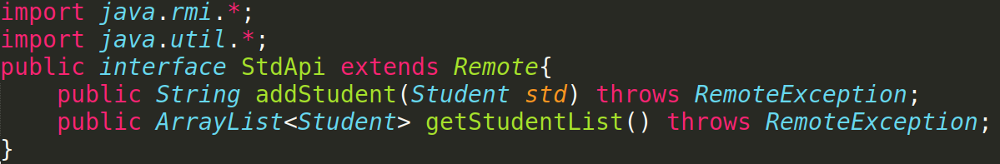 import java.rmi.*;
import java.util.*;
public interface StdApi extends Remote{
    public String addStudent(Student std) throws RemoteException;
    public ArrayList<Student> getStudentList() throws RemoteException;
}